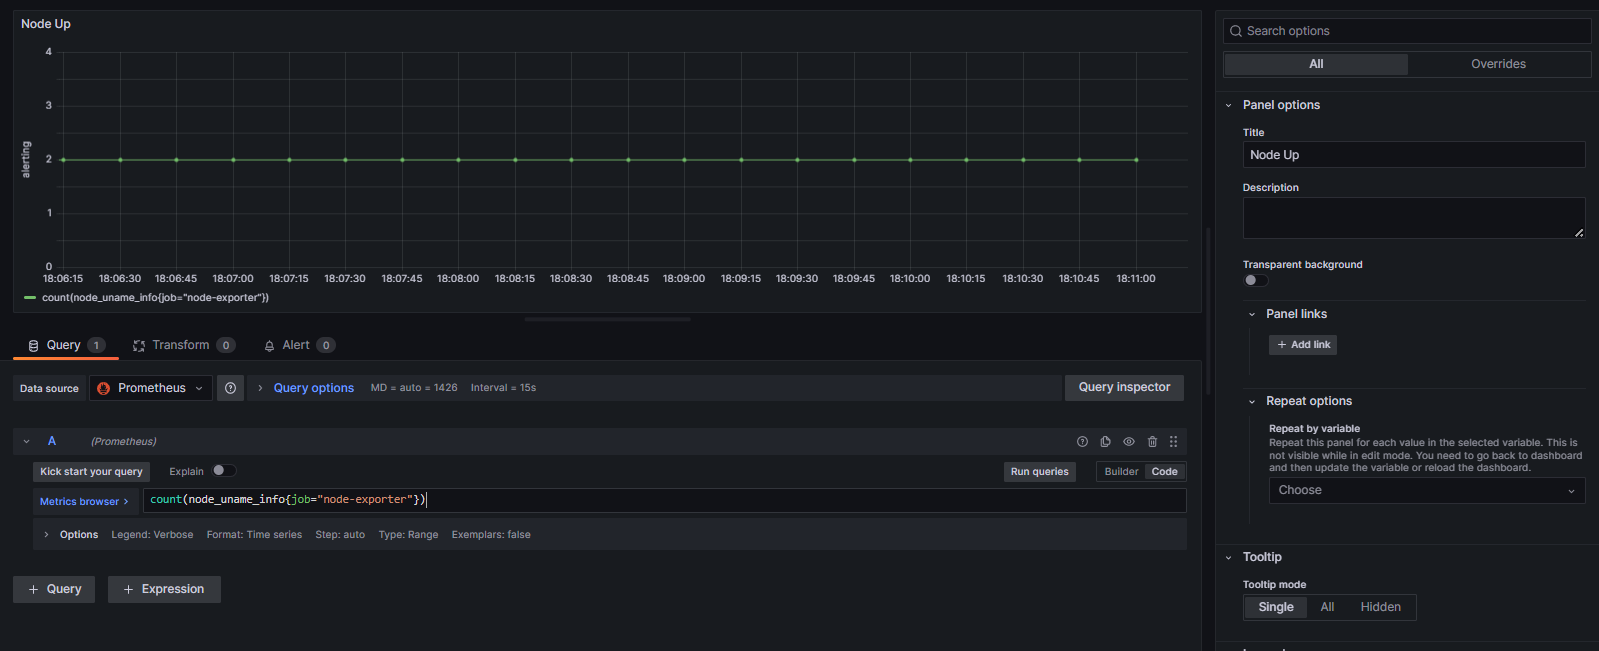 Node Up
4
3
2
1
0
alerting
18:06:15 18:06:30 18:06:45 18:07:00 18:07:15 18:07:30 18:07:45 18:08:00 18:08:15 18:08:30 18:08:45 18:09:00 18:09:15 18:09:30 18:09:45 18:10:00 18:10:15 18:10:30 18:10:45 18:11:00
count(node_uname_info{job="node-exporter"})
Query 1 Transform 0 Alert 0
Data source Prometheus Query options MD = auto = 1426 Interval = 15s Query inspector
A (Prometheus)
Kick start your query Explain Run queries Builder Code
Metrics browser > count(node_uname_info{job="node-exporter"})
Options Legend: Verbose Format: Time series Step: auto Type: Range Exemplars: false
+ Query + Expression
Search options
All Overrides
Panel options
Title
Node Up
Description
Transparent background
Panel links
+ Add link
Repeat options
Repeat by variable
Repeat this panel for each value in the selected variable. This is
not visible while in edit mode. You need to go back to dashboard
and then update the variable or reload the dashboard.
Choose
Tooltip
Tooltip mode
Single All Hidden